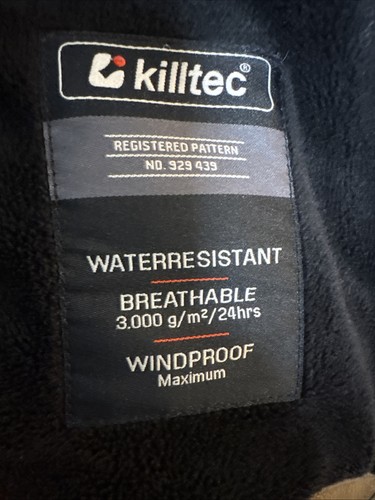 killtec®
REGISTERED PATTERN
NO. 929 439
WATERRESISTANT
BREATHABLE
3.000 g/m²/24hrs
WINDPROOF
Maximum